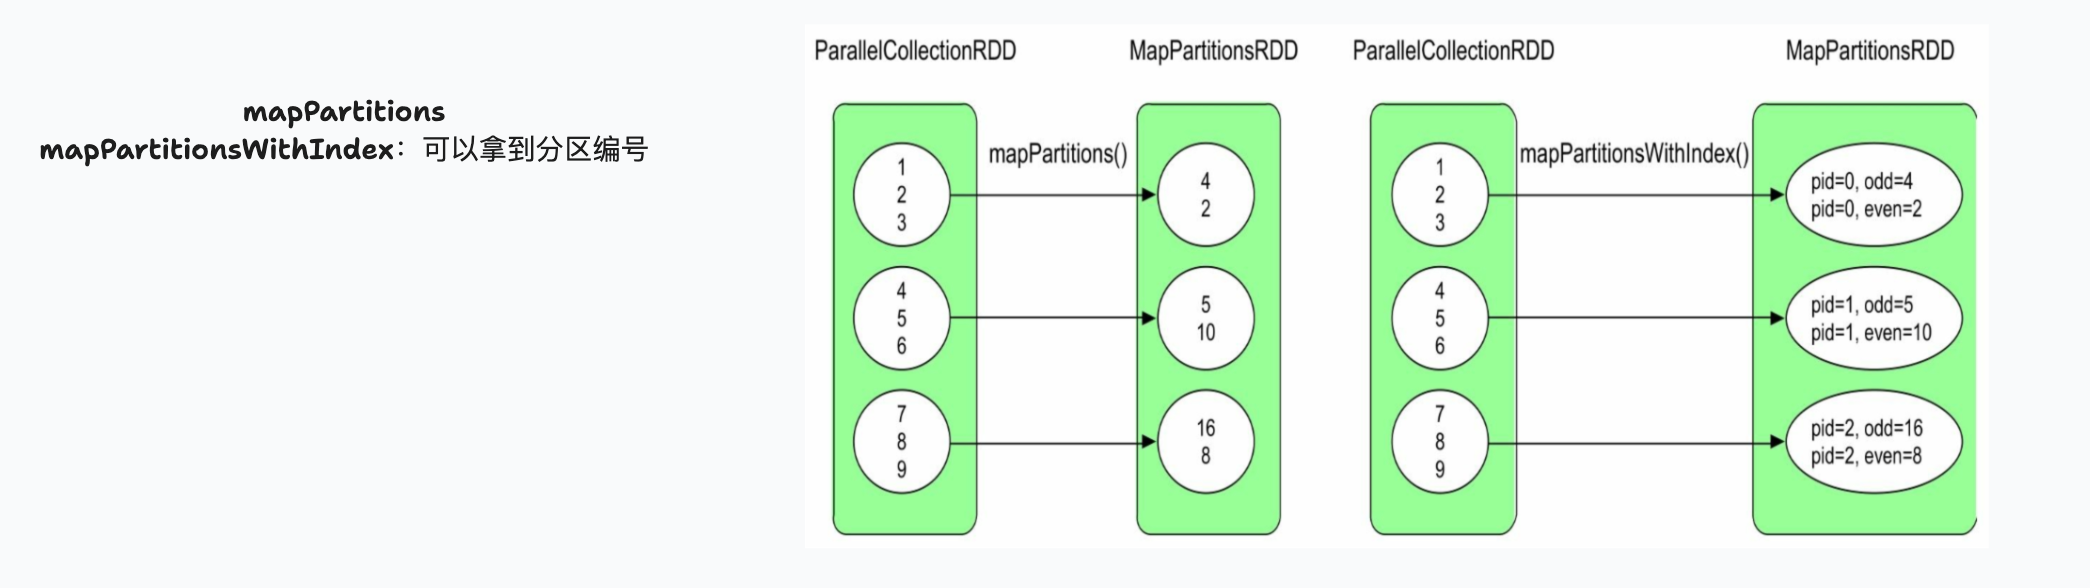 mapPartitions
mapPartitionsWithIndex：可以拿到分区编号
ParallelCollectionRDD
MapPartitionsRDD
mapPartitions()
1
2
3
4
2
4
5
6
5
10
7
8
9
16
8
ParallelCollectionRDD
MapPartitionsRDD
mapPartitionsWithIndex()
1
2
3
pid=0, odd=4
pid=0, even=2
4
5
6
pid=1, odd=5
pid=1, even=10
7
8
9
pid=2, odd=16
pid=2, even=8